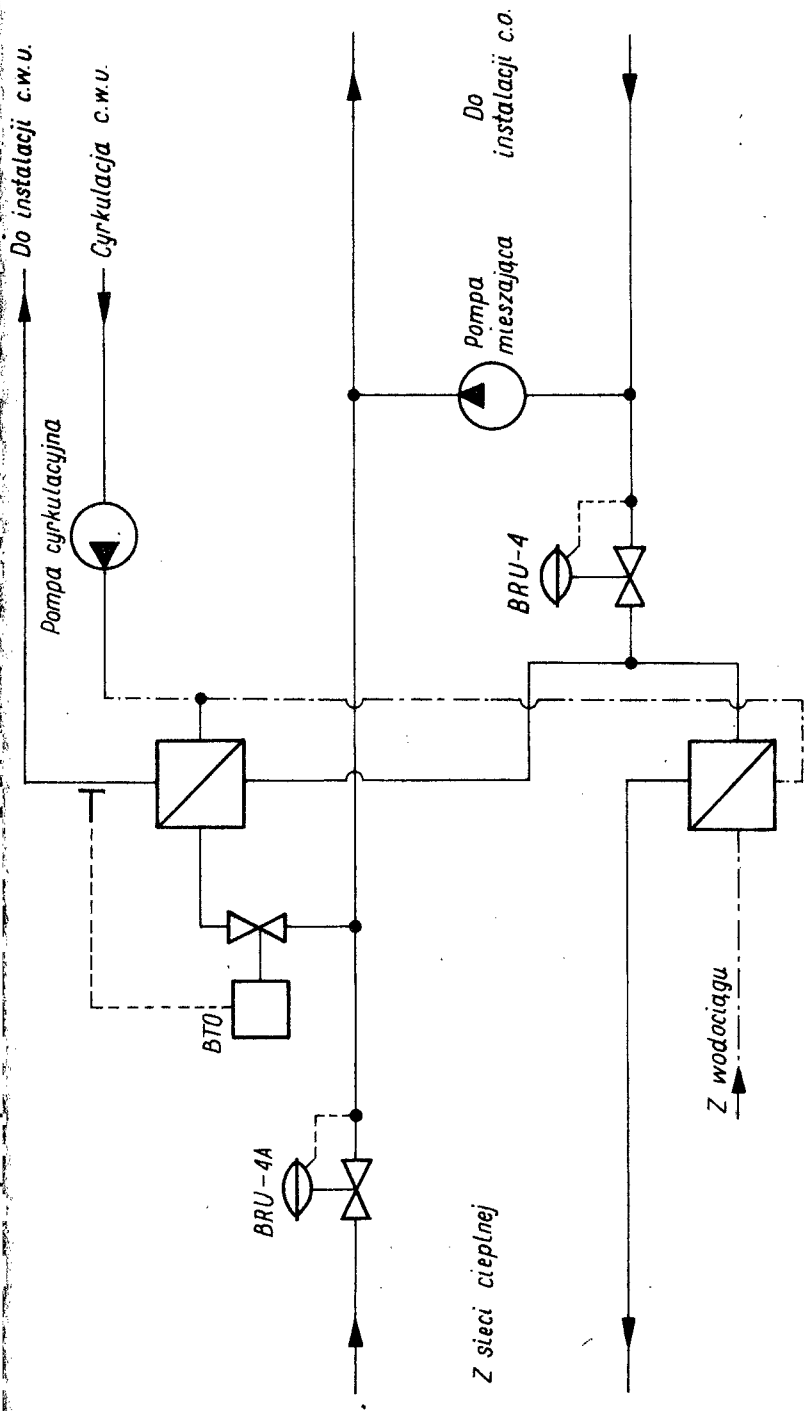 Do instalacji c.w.u.
Cyrkulacja c.w.u.
Pompa cyrkulacyjna
Do
instalacji c.o.
Pompa
mieszająca
BRU-4
BTO
BRU-4A
Z wodociągu
Z sieci cieplnej